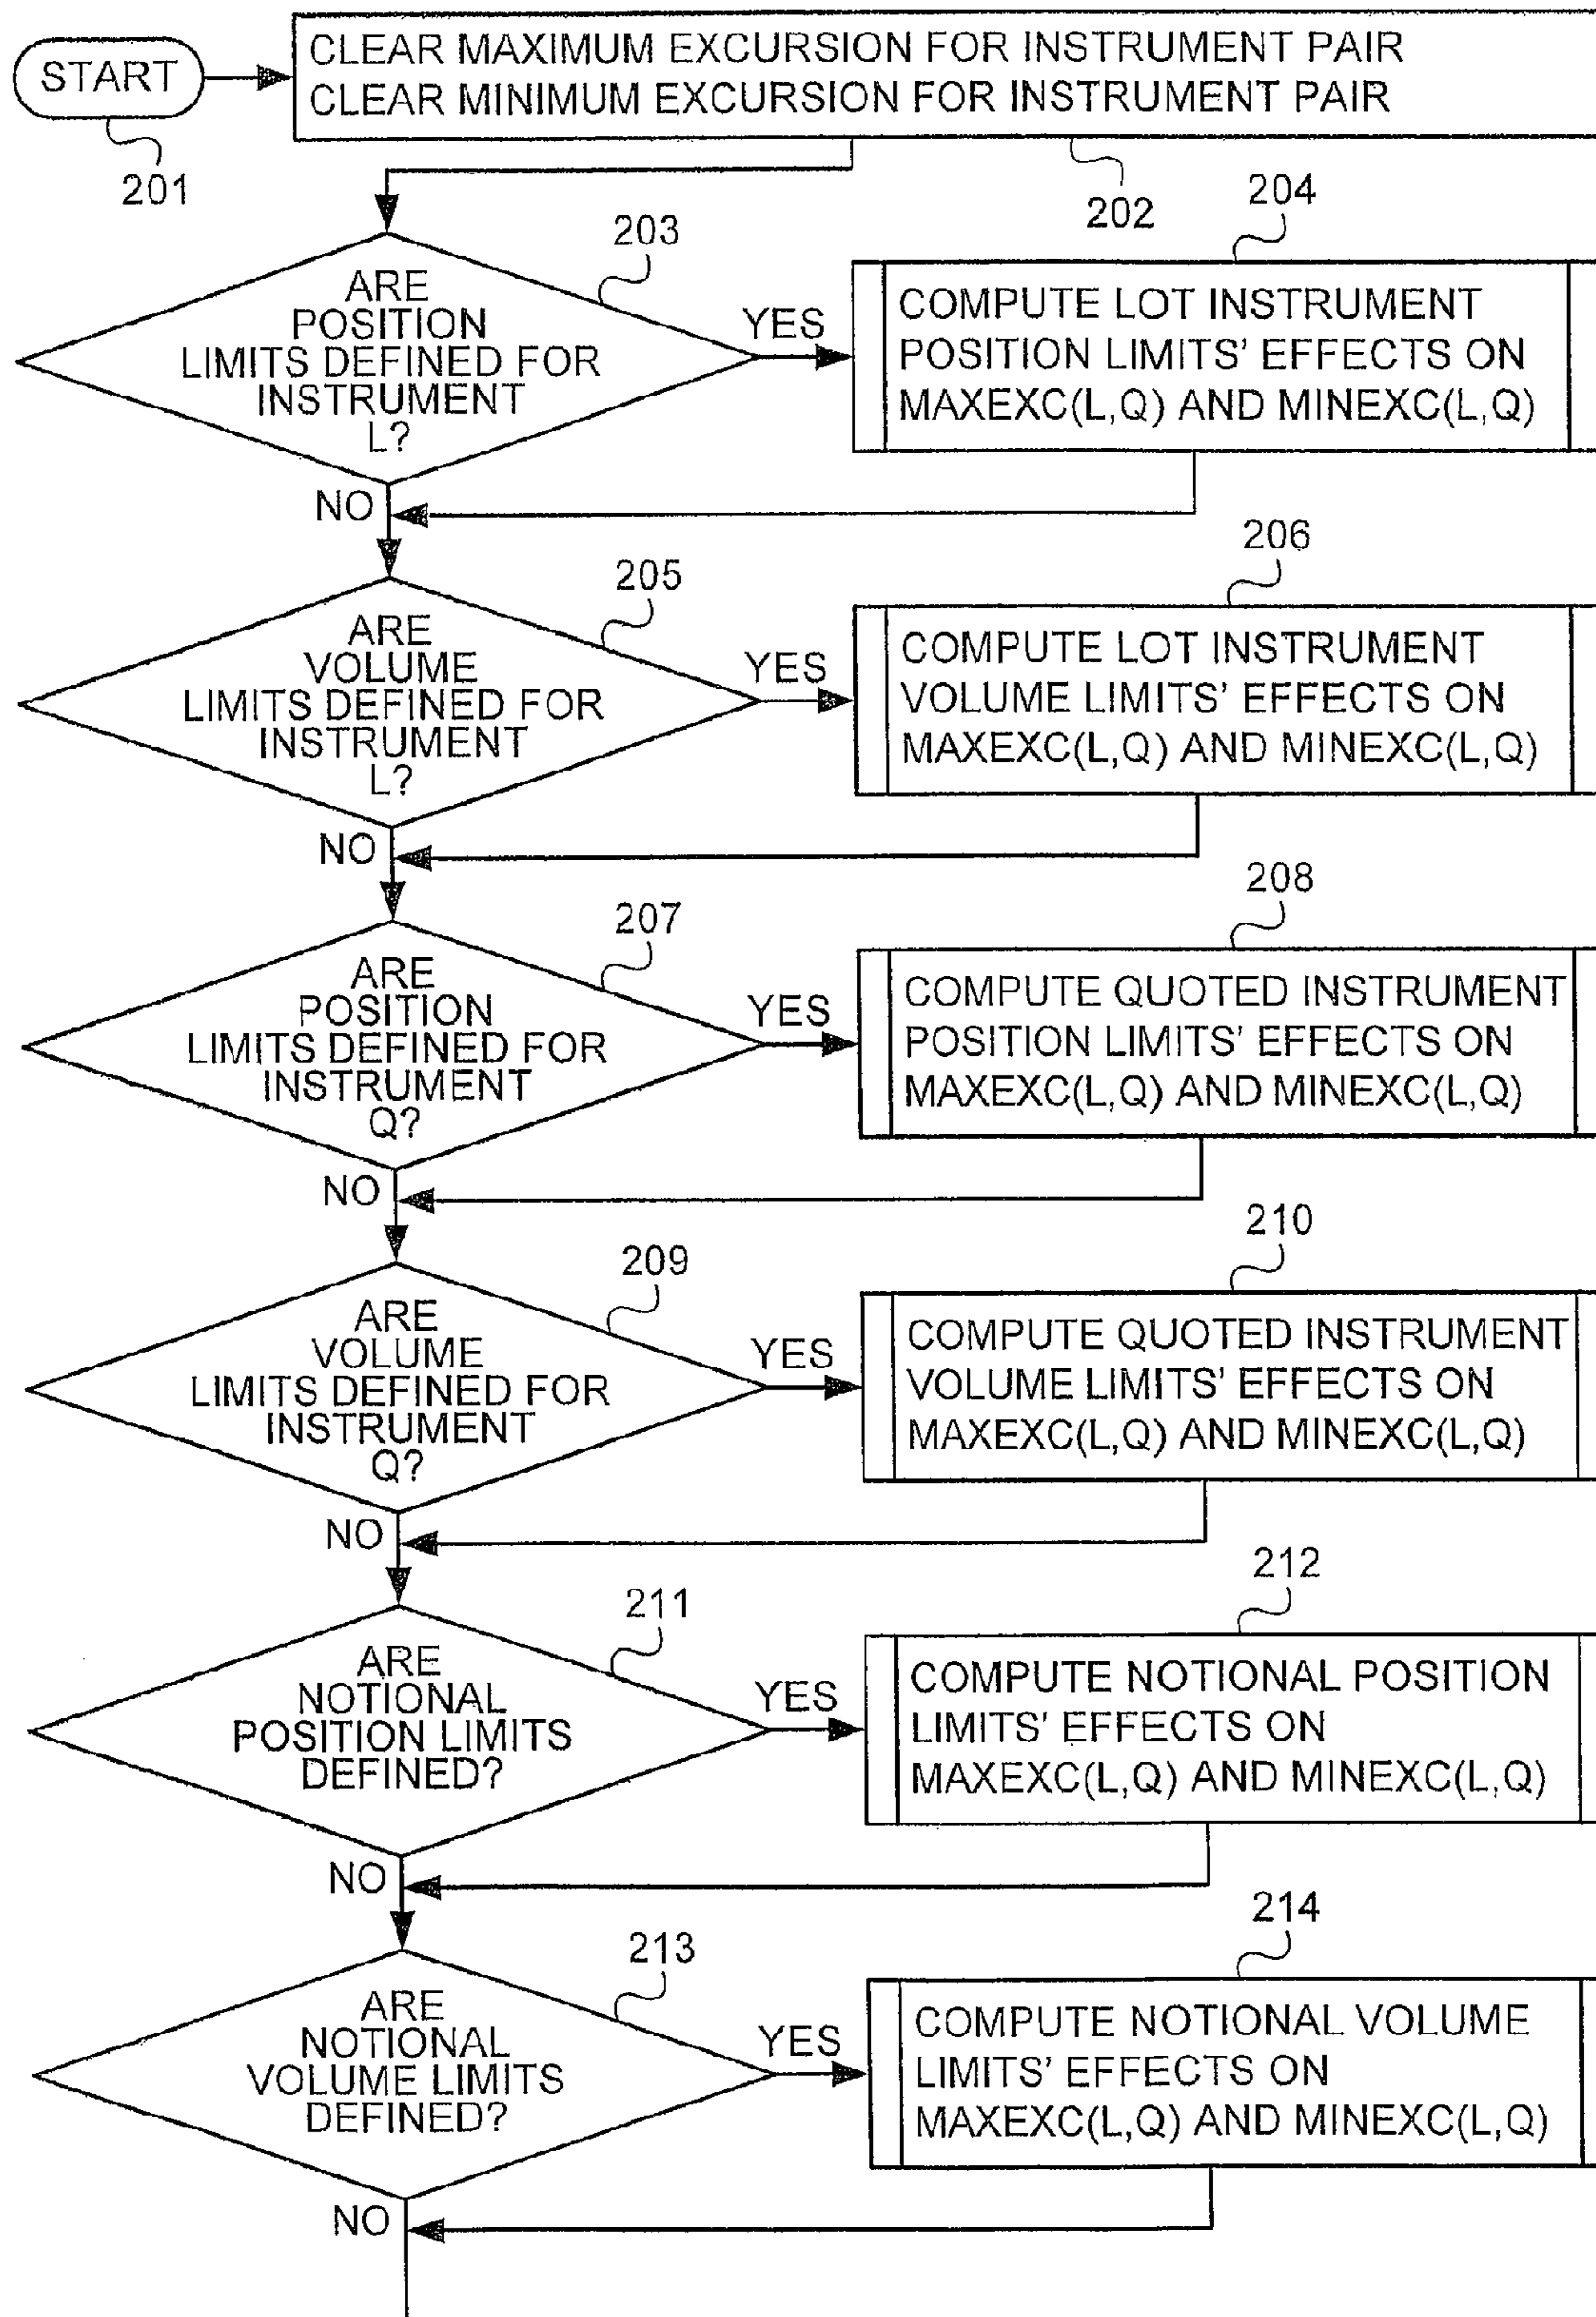 START
CLEAR MAXIMUM EXCURSION FOR INSTRUMENT PAIR
CLEAR MINIMUM EXCURSION FOR INSTRUMENT PAIR
201
202
203
204
ARE
POSITION
LIMITS DEFINED FOR
INSTRUMENT
L?
YES
COMPUTE LOT INSTRUMENT
POSITION LIMITS' EFFECTS ON
MAXEXC(L,Q) AND MINEXC(L,Q)
NO
205
206
ARE
VOLUME
LIMITS DEFINED FOR
INSTRUMENT
L?
YES
COMPUTE LOT INSTRUMENT
VOLUME LIMITS' EFFECTS ON
MAXEXC(L,Q) AND MINEXC(L,Q)
NO
207
208
ARE
POSITION
LIMITS DEFINED FOR
INSTRUMENT
Q?
YES
COMPUTE QUOTED INSTRUMENT
POSITION LIMITS' EFFECTS ON
MAXEXC(L,Q) AND MINEXC(L,Q)
NO
209
210
ARE
VOLUME
LIMITS DEFINED FOR
INSTRUMENT
Q?
YES
COMPUTE QUOTED INSTRUMENT
VOLUME LIMITS' EFFECTS ON
MAXEXC(L,Q) AND MINEXC(L,Q)
NO
211
212
ARE
NOTIONAL
POSITION LIMITS
DEFINED?
YES
COMPUTE NOTIONAL POSITION
LIMITS' EFFECTS ON
MAXEXC(L,Q) AND MINEXC(L,Q)
NO
213
214
ARE
NOTIONAL
VOLUME LIMITS
DEFINED?
YES
COMPUTE NOTIONAL VOLUME
LIMITS' EFFECTS ON
MAXEXC(L,Q) AND MINEXC(L,Q)
NO